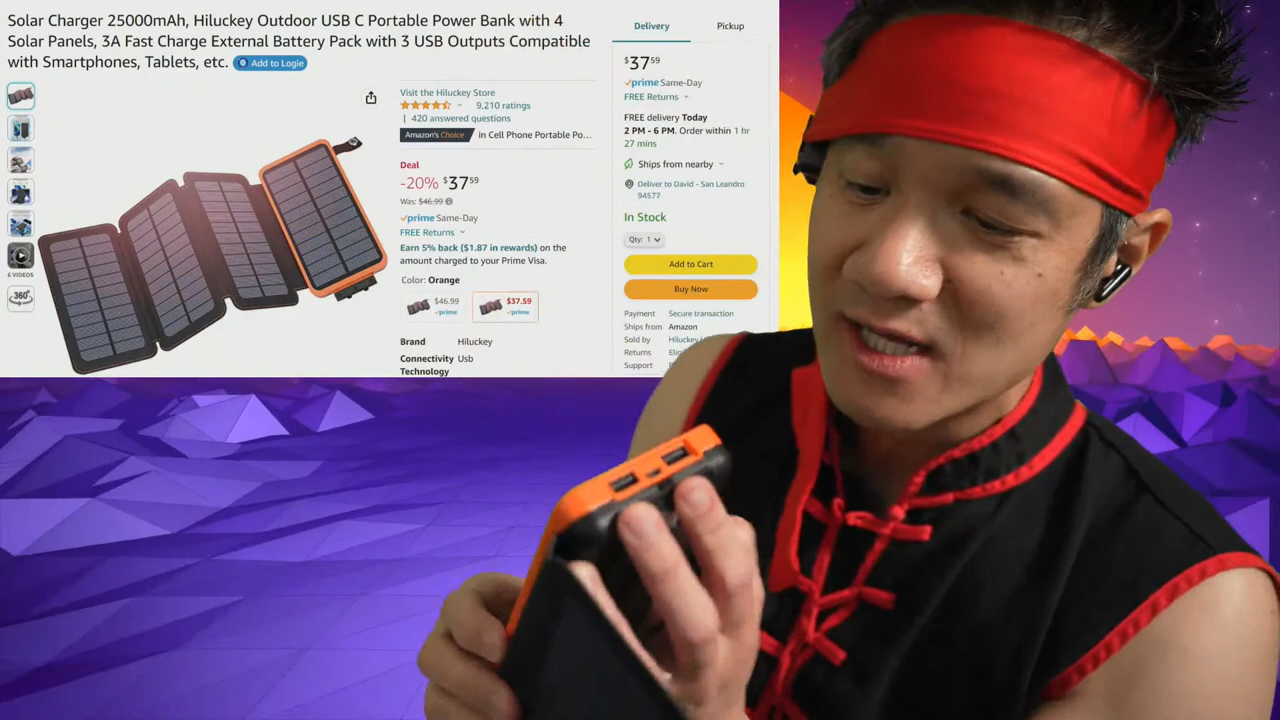 Solar Charger 25000mAh, Hiluckey Outdoor USB C Portable Power Bank with 4
Solar Panels, 3A Fast Charge External Battery Pack with 3 USB Outputs Compatible
with Smartphones, Tablets, etc. Add to Logie
6 VIDEOS
360°
Visit the Hiluckey Store
9,210 ratings
| 420 answered questions
Amazon's Choice in Cell Phone Portable Po...
Deal
-20% $3759
Was: $46.99
prime Same-Day
FREE Returns
Earn 5% back ($1.87 in rewards) on the
amount charged to your Prime Visa.
Color: Orange
$46.99
prime
$37.59
prime
Brand Hiluckey
Connectivity Usb
Technology
Delivery Pickup
$3759
prime Same-Day
FREE Returns
FREE delivery Today
2 PM - 6 PM. Order within 1 hr
27 mins
Ships from nearby
Deliver to David - San Leandro
94577
In Stock
Qty: 1
Add to Cart
Buy Now
Payment Secure transaction
Ships from Amazon
Sold by Hiluckey
Returns
Support